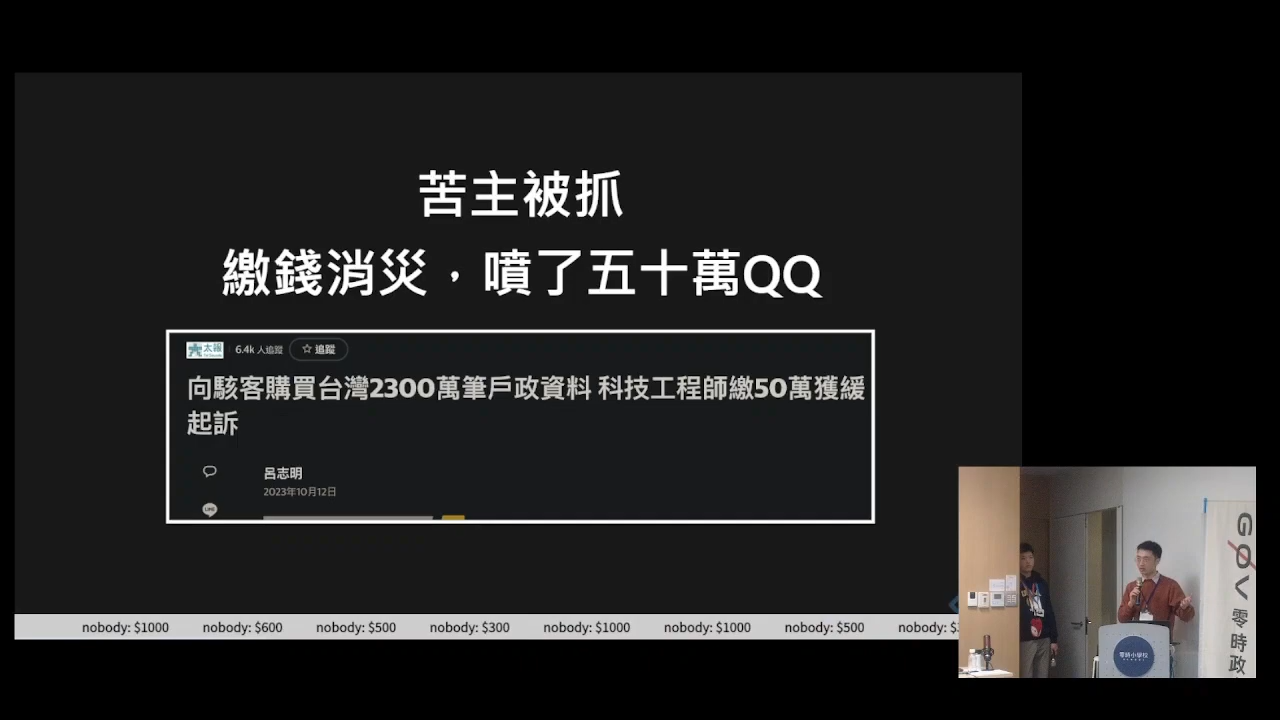 苦主被抓
繳錢消災，噴了五十萬QQ
太報 6.4k 人追蹤 ☆ 追蹤
向駭客購買台灣2300萬筆戶政資料 科技工程師繳50萬獲緩
起訴
呂志明
2023年10月12日
LINE
nobody: $1000 nobody: $600 nobody: $500 nobody: $300 nobody: $1000 nobody: $1000 nobody: $500 nobody: $
GOV
零時政
零時小學校